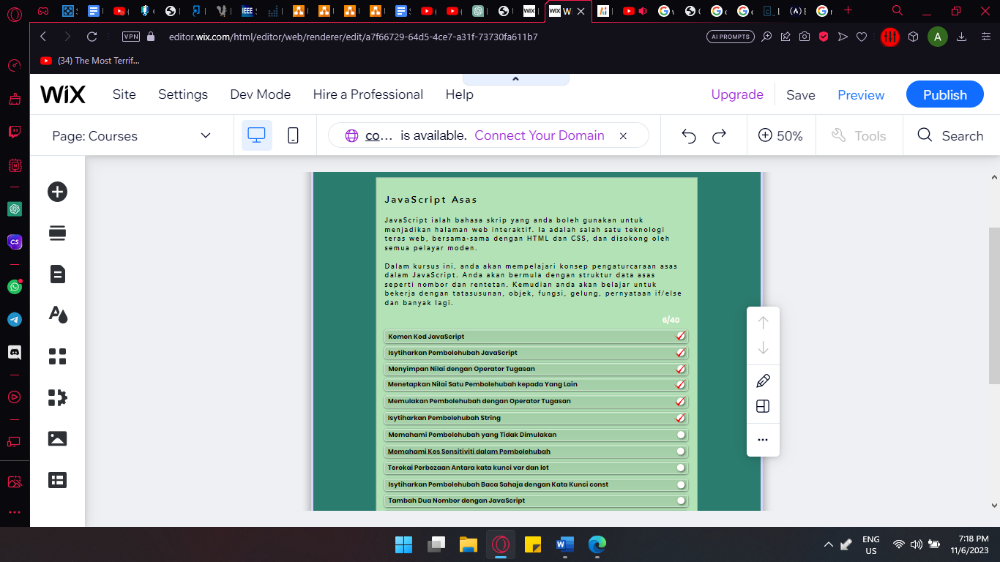 IEEE
WIX
WIX W
A
VPN
editor.wix.com/html/editor/web/renderer/edit/a7f66729-64d5-4ce7-a31f-73730fa611b7
AI PROMPTS
A
(34) The Most Terrif...
WIX
Site
Settings
Dev Mode
Hire a Professional
Help
Upgrade
Save
Preview
Publish
Page: Courses
co... is available. Connect Your Domain
50%
Tools
Search
CS
JavaScript Asas
JavaScript ialah bahasa skrip yang anda boleh gunakan untuk
menjadikan halaman web interaktif. Ia adalah salah satu teknologi
teras web, bersama-sama dengan HTML dan CSS, dan disokong oleh
semua pelayar moden.
Dalam kursus ini, anda akan mempelajari konsep pengaturcaraan asas
dalam JavaScript. Anda akan bermula dengan struktur data asas
seperti nombor dan rentetan. Kemudian anda akan belajar untuk
bekerja dengan tatasusunan, objek, fungsi, gelung, pernyataan if/else
dan banyak lagi.
6/40
Komen Kod JavaScript
Isytiharkan Pembolehubah JavaScript
Menyimpan Nilai dengan Operator Tugasan
Menetapkan Nilai Satu Pembolehubah kepada Yang Lain
Memulakan Pembolehubah dengan Operator Tugasan
Isytiharkan Pembolehubah String
Memahami Pembolehubah yang Tidak Dimulakan
Memahami Kes Sensitiviti dalam Pembolehubah
Terokai Perbezaan Antara kata kunci var dan let
Isytiharkan Pembolehubah Baca Sahaja dengan Kata Kunci const
Tambah Dua Nombor dengan JavaScript
ENG
US
7:18 PM
11/6/2023